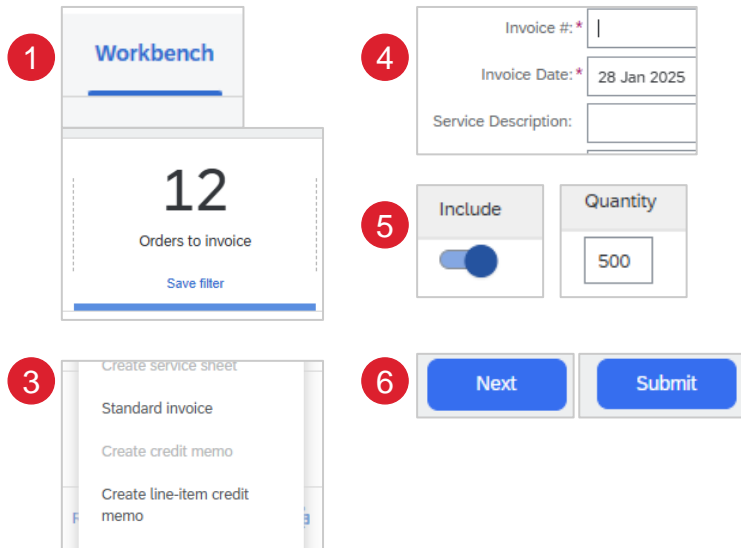 1
Workbench
12
Orders to invoice
Save filter
3
Create service sheet
Standard invoice
Create credit memo
Create line-item credit
memo
4
Invoice #:*
Invoice Date:* 28 Jan 2025
Service Description:
5
Include
Quantity
500
6
Next
Submit